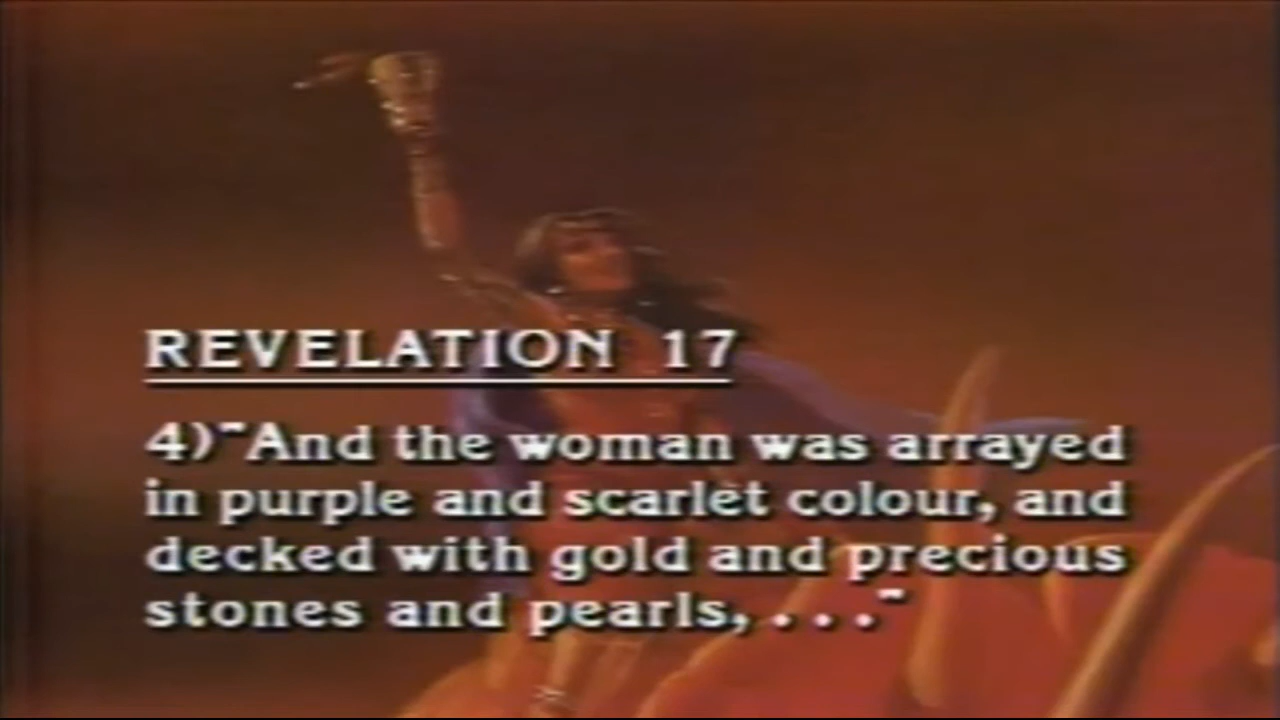 REVELATION 17
4)"And the woman was arrayed
in purple and scarlet colour, and
decked with gold and precious
stones and pearls, . . ."